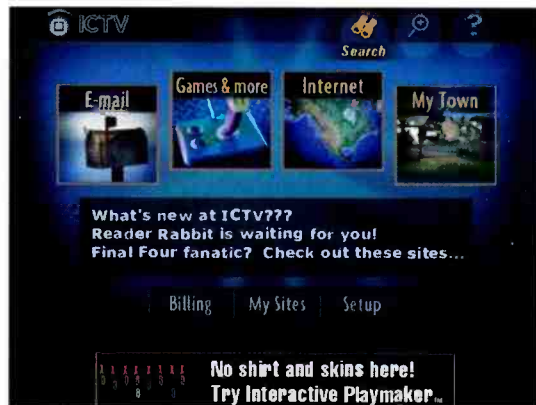 ICTV
?
Search
E-mail
Games & more
Internet
My Town
What's new at ICTV???
Reader Rabbit is waiting for you!
Final Four fanatic? Check out these sites...
Billing
My Sites
Setup
No shirt and skins here!
Try Interactive Playmaker™